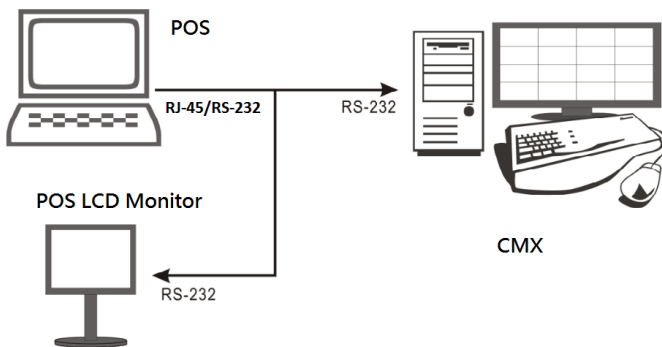 POS
RJ-45/RS-232
RS-232
POS LCD Monitor
RS-232
CMX